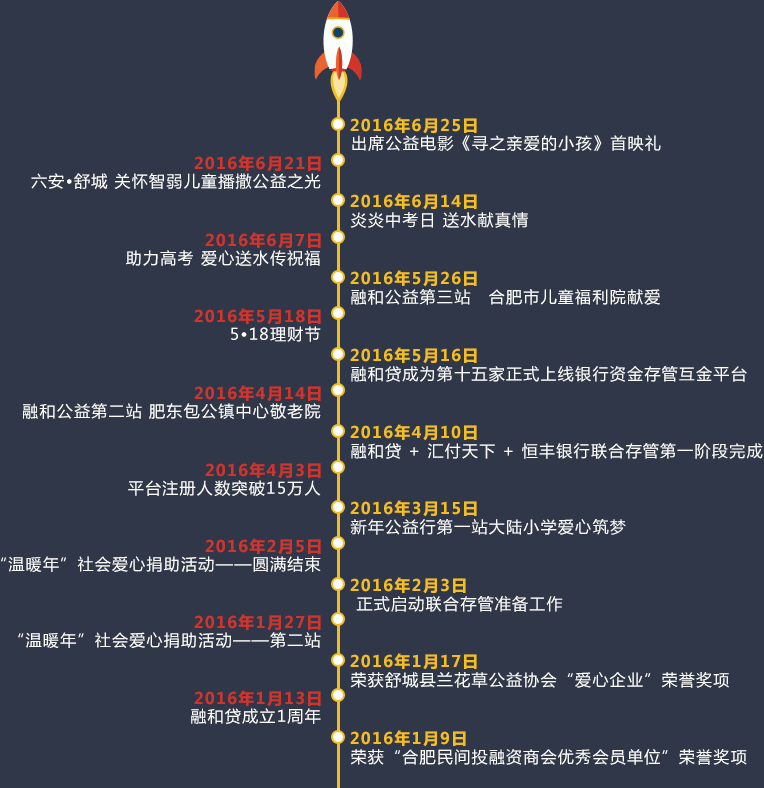 2016年6月25日
出席公益电影《寻之亲爱的小孩》首映礼
2016年6月21日
六安•舒城 关怀智弱儿童播撒公益之光
2016年6月14日
炎炎中考日 送水献真情
2016年6月7日
助力高考 爱心送水传祝福
2016年5月26日
融和公益第三站　合肥市儿童福利院献爱
2016年5月18日
5•18理财节
2016年5月16日
融和贷成为第十五家正式上线银行资金存管互金平台
2016年4月14日
融和公益第二站 肥东包公镇中心敬老院
2016年4月10日
融和贷 + 汇付天下 + 恒丰银行联合存管第一阶段完成
2016年4月3日
平台注册人数突破15万人
2016年3月15日
新年公益行第一站大陆小学爱心筑梦
2016年2月5日
“温暖年”社会爱心捐助活动——圆满结束
2016年2月3日
正式启动联合存管准备工作
2016年1月27日
“温暖年”社会爱心捐助活动——第二站
2016年1月17日
荣获舒城县兰花草公益协会“爱心企业”荣誉奖项
2016年1月13日
融和贷成立1周年
2016年1月9日
荣获“合肥民间投融资商会优秀会员单位”荣誉奖项